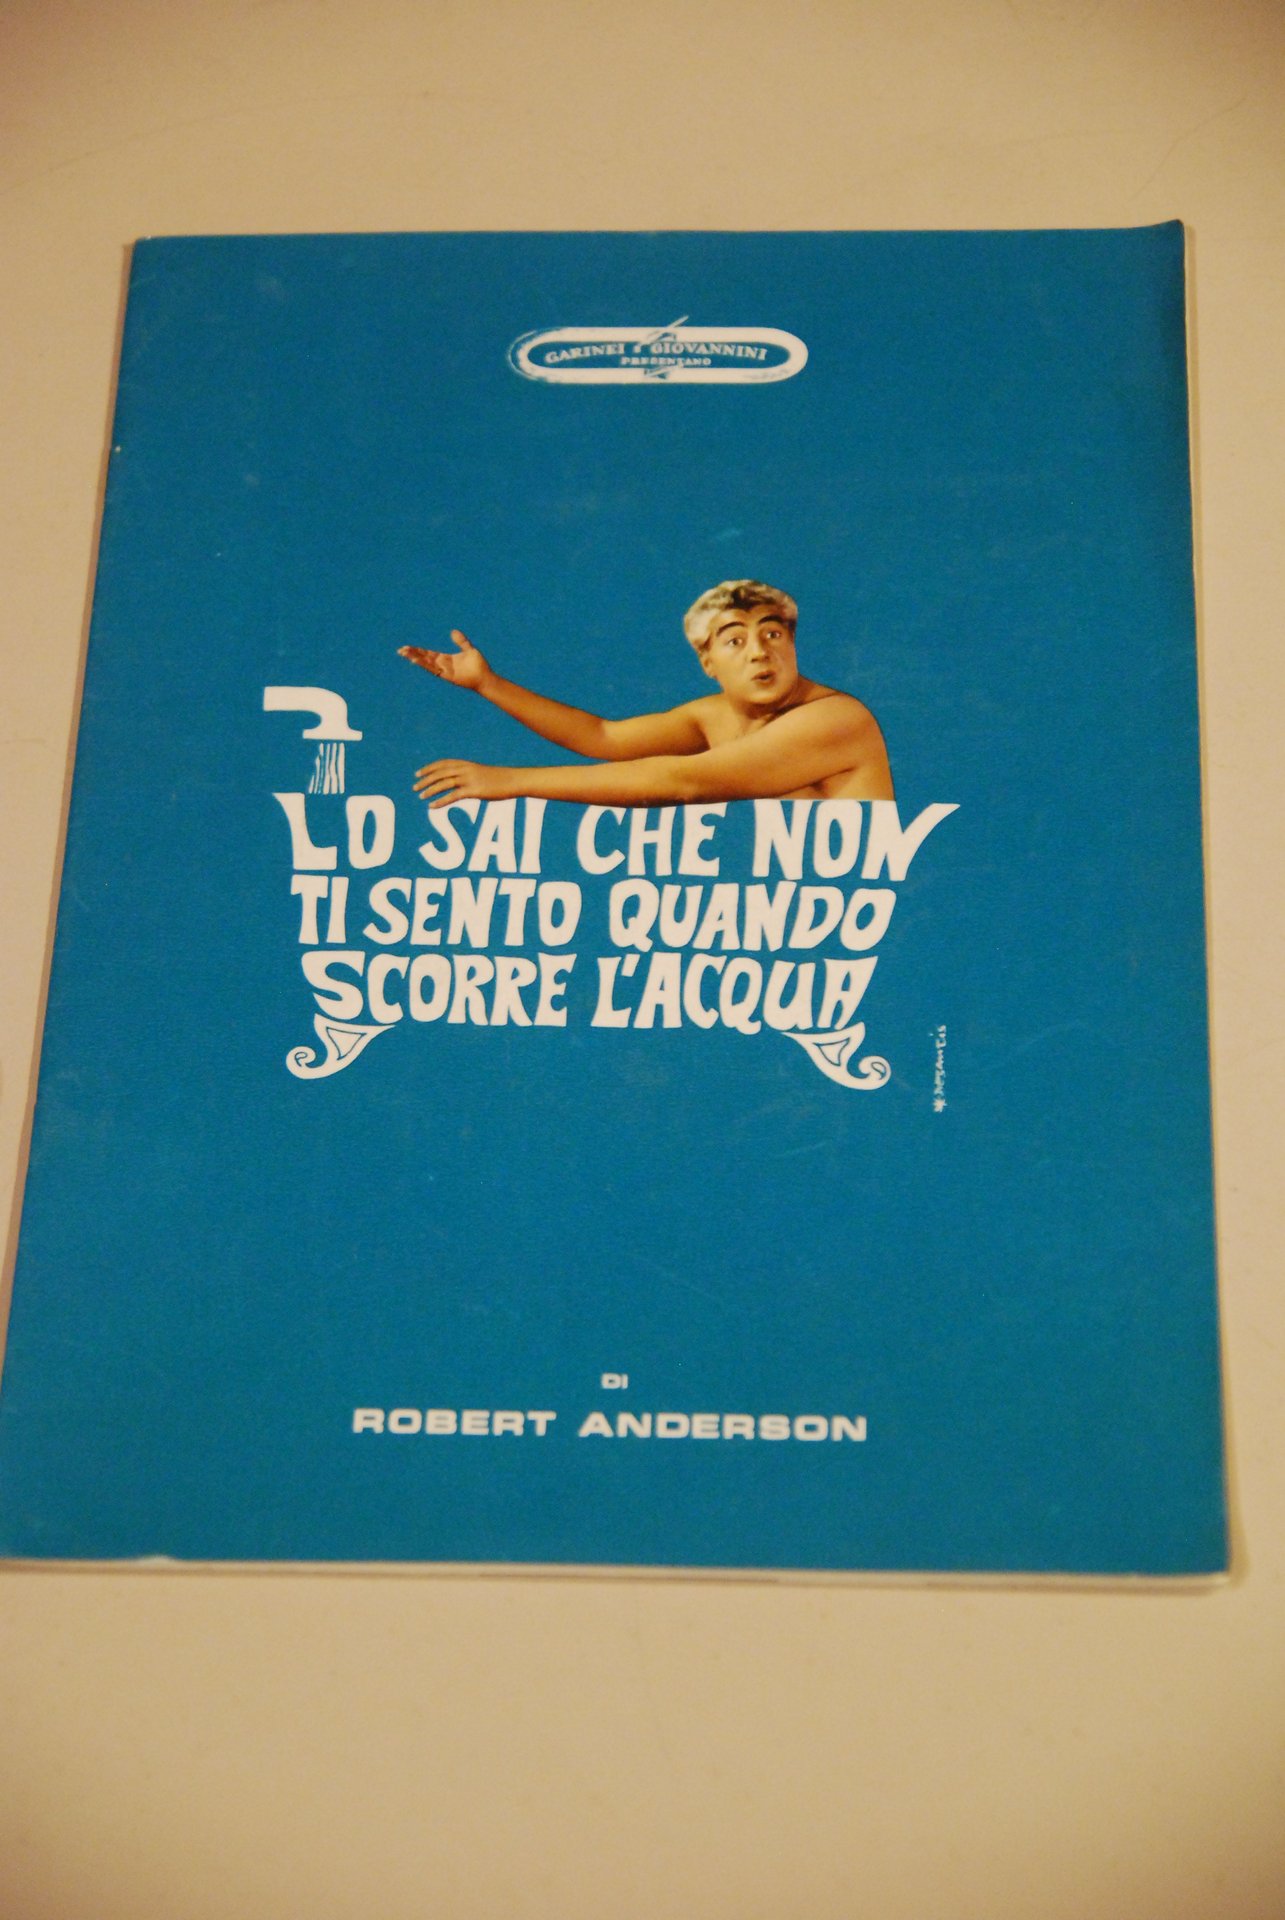 GARINEI e GIOVANNINI
PRESENTANO
LO SAI CHE NON
TI SENTO QUANDO
SCORRE L'ACQUA
DI
ROBERT ANDERSON